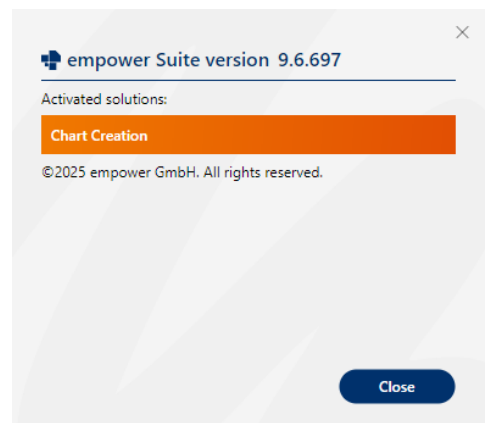 empower Suite version 9.6.697
Activated solutions:
Chart Creation
©2025 empower GmbH. All rights reserved.
Close